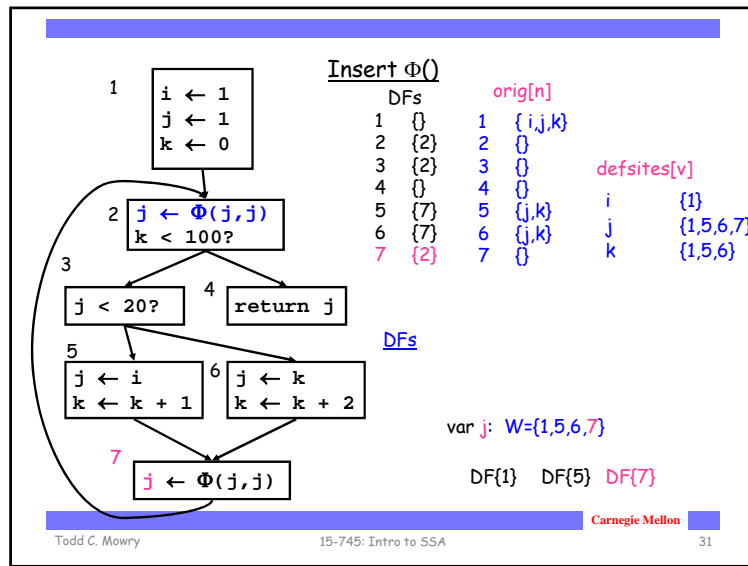 Insert Φ()
1
i ← 1
j ← 1
k ← 0
2
j ← Φ(j,j)
k < 100?
3
j < 20?
4
return j
5
j ← i
k ← k + 1
6
j ← k
k ← k + 2
7
j ← Φ(j,j)
DFs
1 {}
2 {2}
3 {2}
4 {}
5 {7}
6 {7}
7 {2}
orig[n]
1 { i,j,k}
2 {}
3 {}
4 {}
5 {j,k}
6 {j,k}
7 {}
defsites[v]
i {1}
j {1,5,6,7}
k {1,5,6}
DFs
var j: W={1,5,6,7}
DF{1} DF{5} DF{7}
Carnegie Mellon
Todd C. Mowry 15-745: Intro to SSA 31